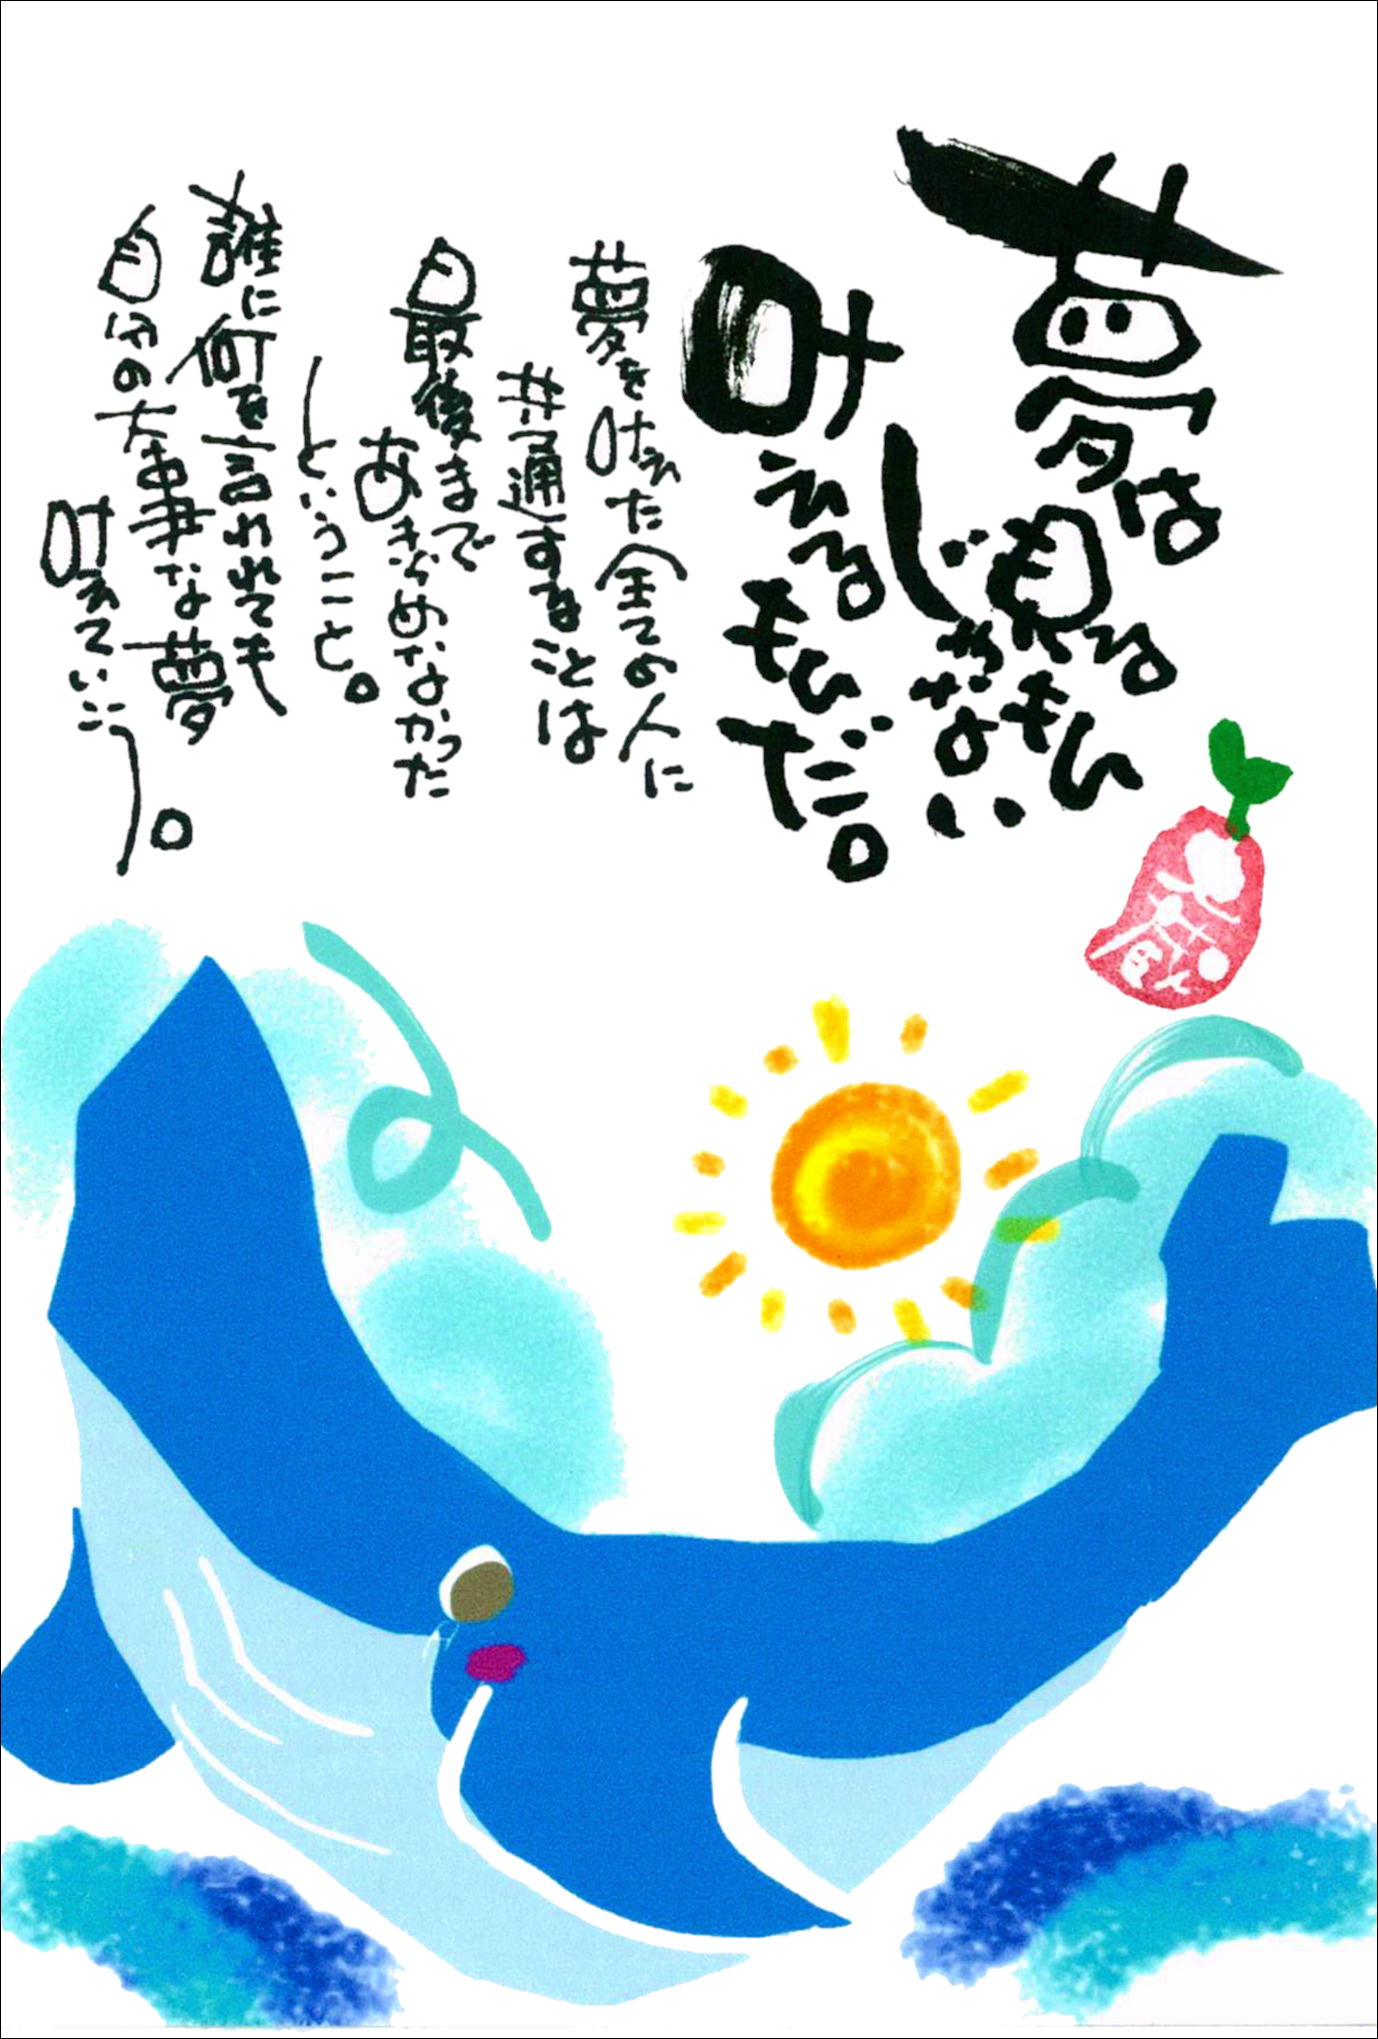 夢は
見るもん
じゃない
叶える
もん
だ。
夢を叶えた全ての人に
共通することは
最後まで
あきらめなかった
ということ。
誰に何を言われても
自分の大事な夢
叶えていこう。